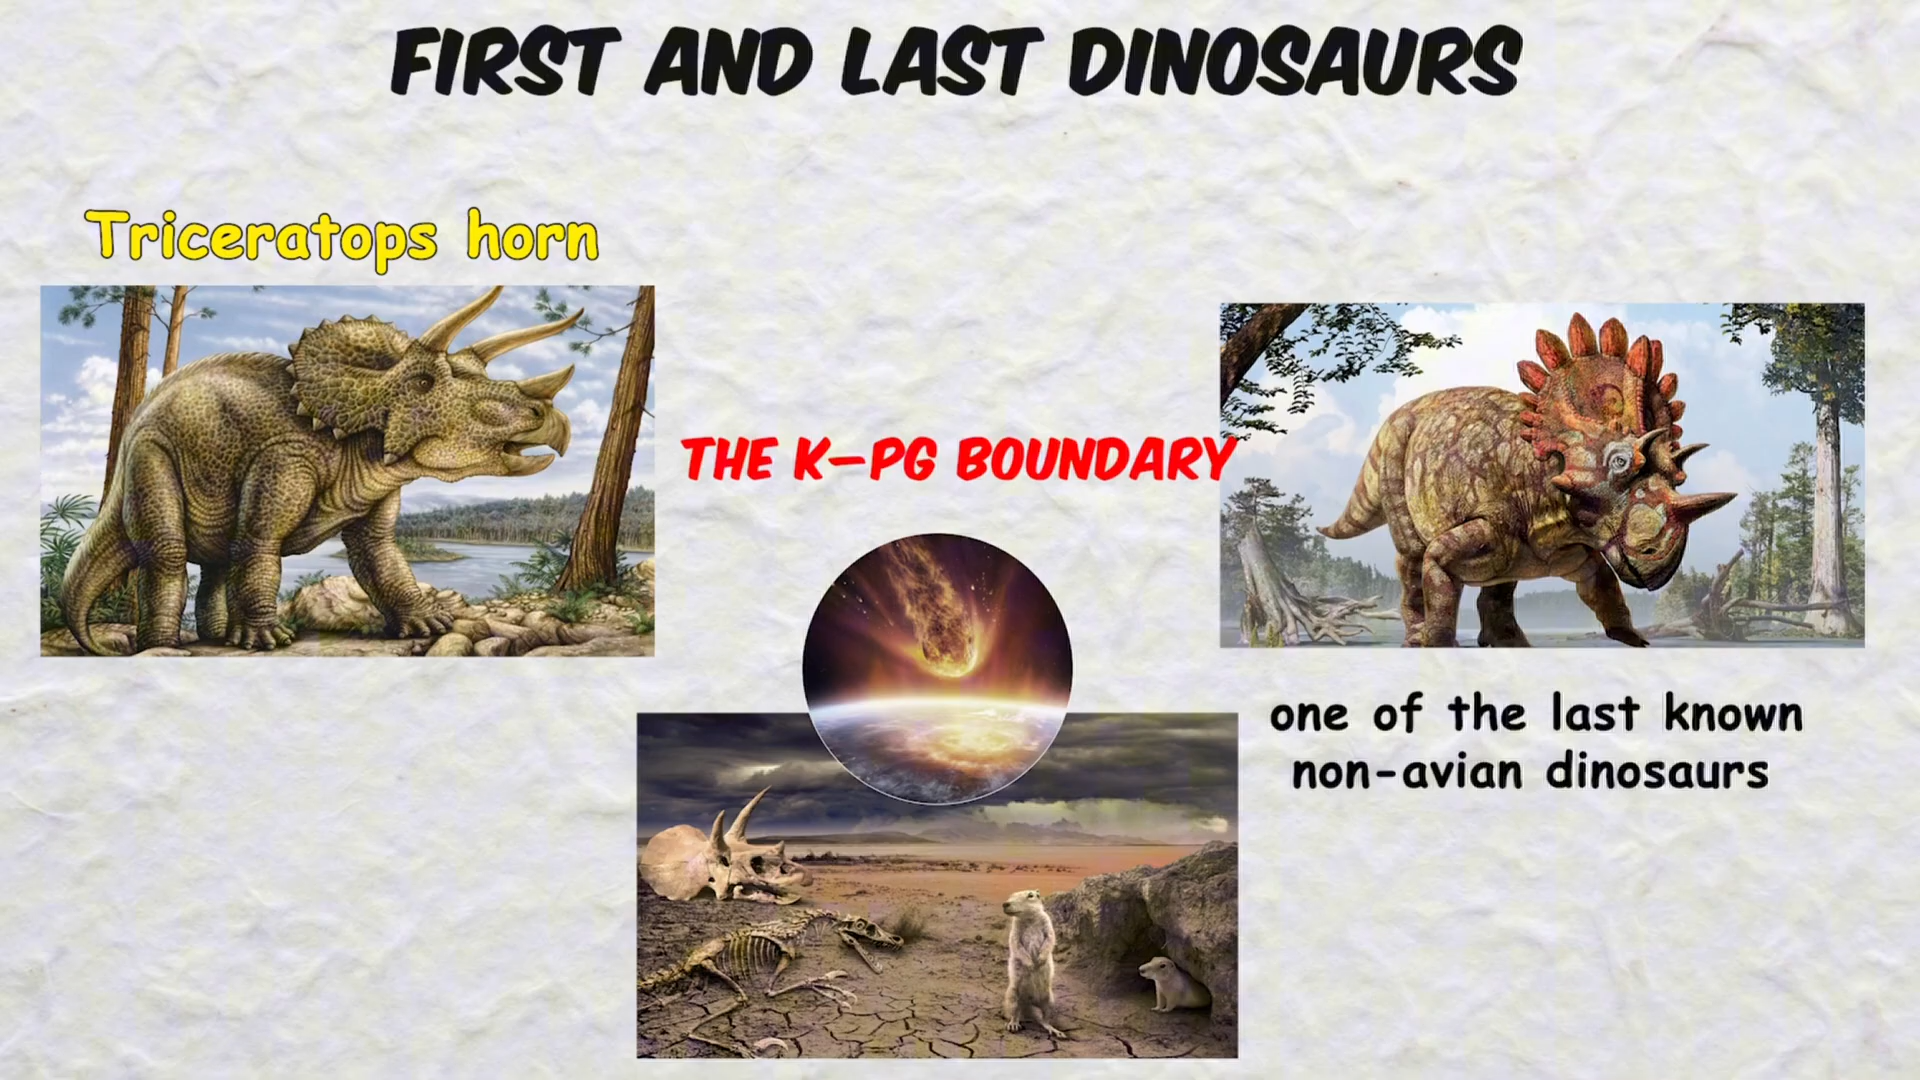 FIRST AND LAST DINOSAURS
Triceratops horn
THE K–PG BOUNDARY
one of the last known
non-avian dinosaurs